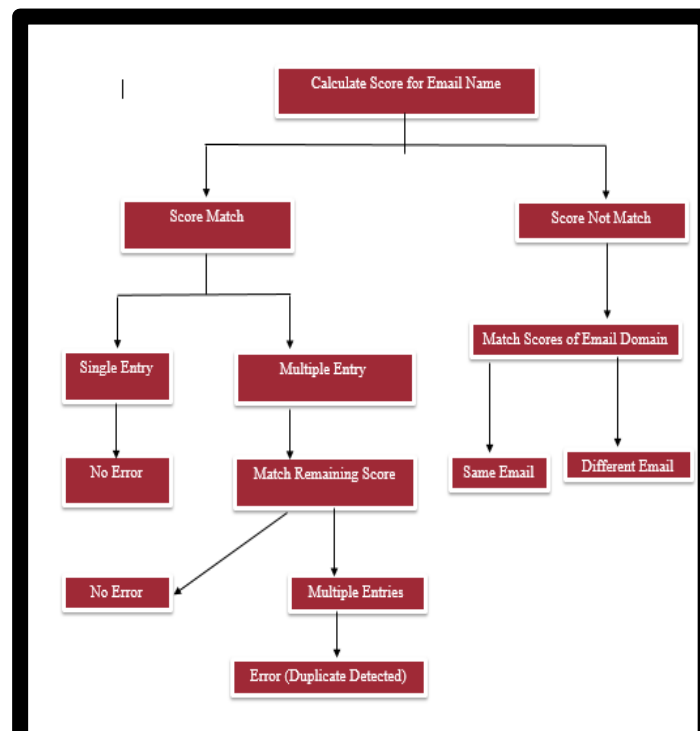 Calculate Score for Email Name
Score Match
Score Not Match
Match Scores of Email Domain
Single Entry
Multiple Entry
No Error
Match Remaining Score
Same Email
Different Email
No Error
Multiple Entries
Error (Duplicate Detected)